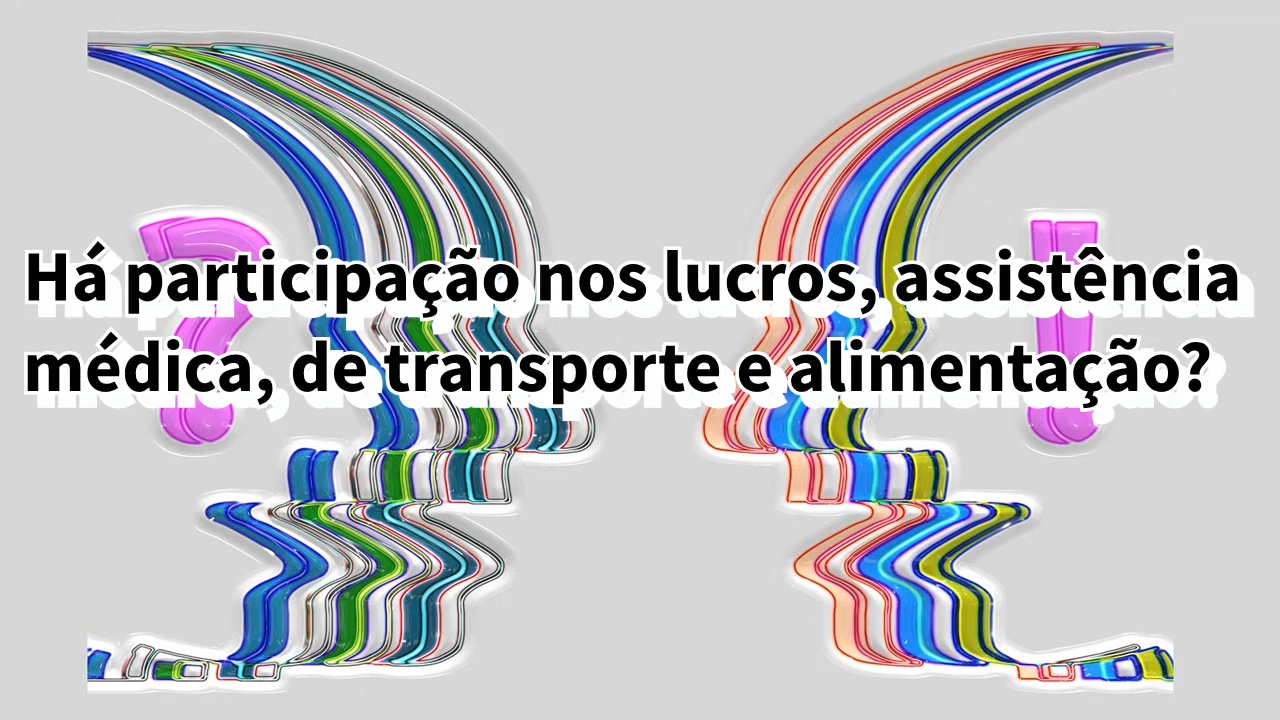 Há participação nos lucros, assistência
médica, de transporte e alimentação?